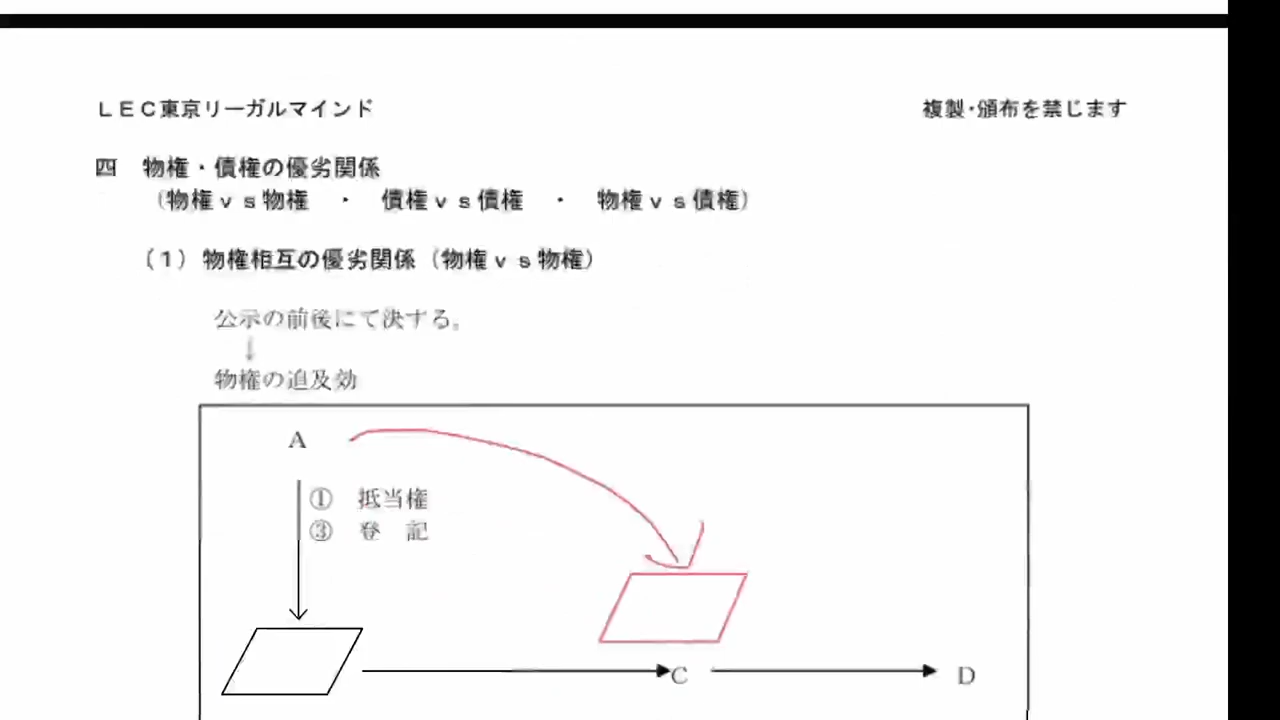 ＬＥＣ東京リーガルマインド
複製・頒布を禁じます
四　物権・債権の優劣関係
（物権ｖｓ物権　・　債権ｖｓ債権　・　物権ｖｓ債権）
（１）物権相互の優劣関係（物権ｖｓ物権）
公示の前後にて決する。
↓
物権の追及効
A
①　抵当権
③　登　記
C
D